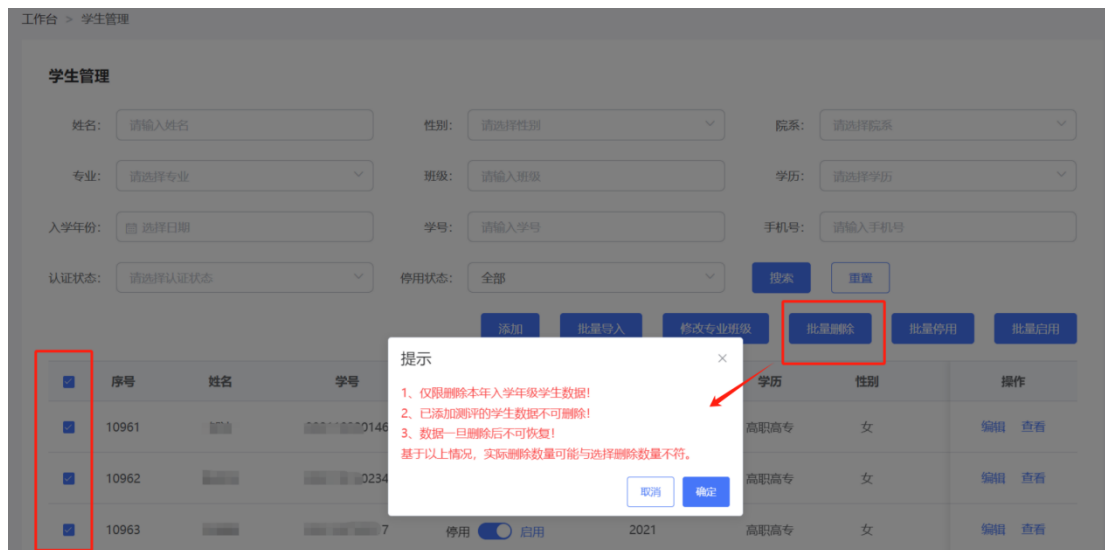 工作台 > 学生管理
学生管理
姓名: 请输入姓名 性别: 请选择性别 院系: 请选择院系
专业: 请选择专业 班级: 请输入班级 学历: 请选择学历
入学年份: 选择日期 学号: 请输入学号 手机号: 请输入手机号
认证状态: 请选择认证状态 停用状态: 全部 搜索 重置
添加 批量导入 修改专业班级 批量删除 批量停用 批量启用
提示 ×
1、仅限删除本年入学年级学生数据!
2、已添加测评的学生数据不可删除!
3、数据一旦删除后不可恢复!
基于以上情况,实际删除数量可能与选择删除数量不符。
取消 确定
序号 姓名 学号 学历 性别 操作
10961 0146 高职高专 女 编辑 查看
10962 0234 高职高专 女 编辑 查看
10963 7 停用 启用 2021 高职高专 女 编辑 查看